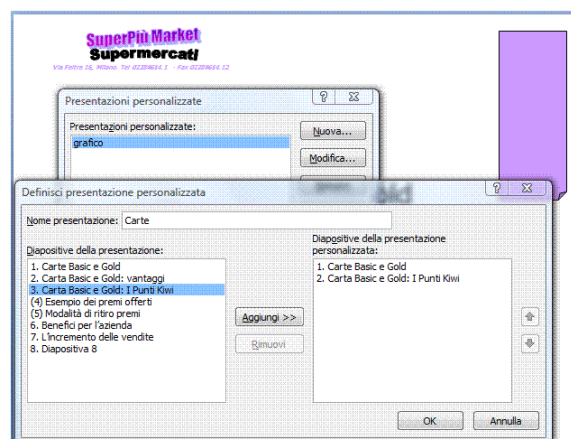 SuperPiù Market
Supermercati
Via Feltre 16, Milano. Tel 02284614.1 - Fax 02284614.12
Presentazioni personalizzate
Presentazioni personalizzate:
grafico
Nuova...
Modifica...
Definisci presentazione personalizzata
Nome presentazione: Carte
Diapositive della presentazione:
1. Carte Basic e Gold
2. Carta Basic e Gold: vantaggi
3. Carta Basic e Gold: I Punti Kiwi
(4) Esempio dei premi offerti
(5) Modalità di ritiro premi
6. Benefici per l'azienda
7. L'incremento delle vendite
8. Diapositiva 8
Aggiungi >>
Rimuovi
Diapositive della presentazione
personalizzata:
1. Carte Basic e Gold
2. Carta Basic e Gold: I Punti Kiwi
OK
Annulla